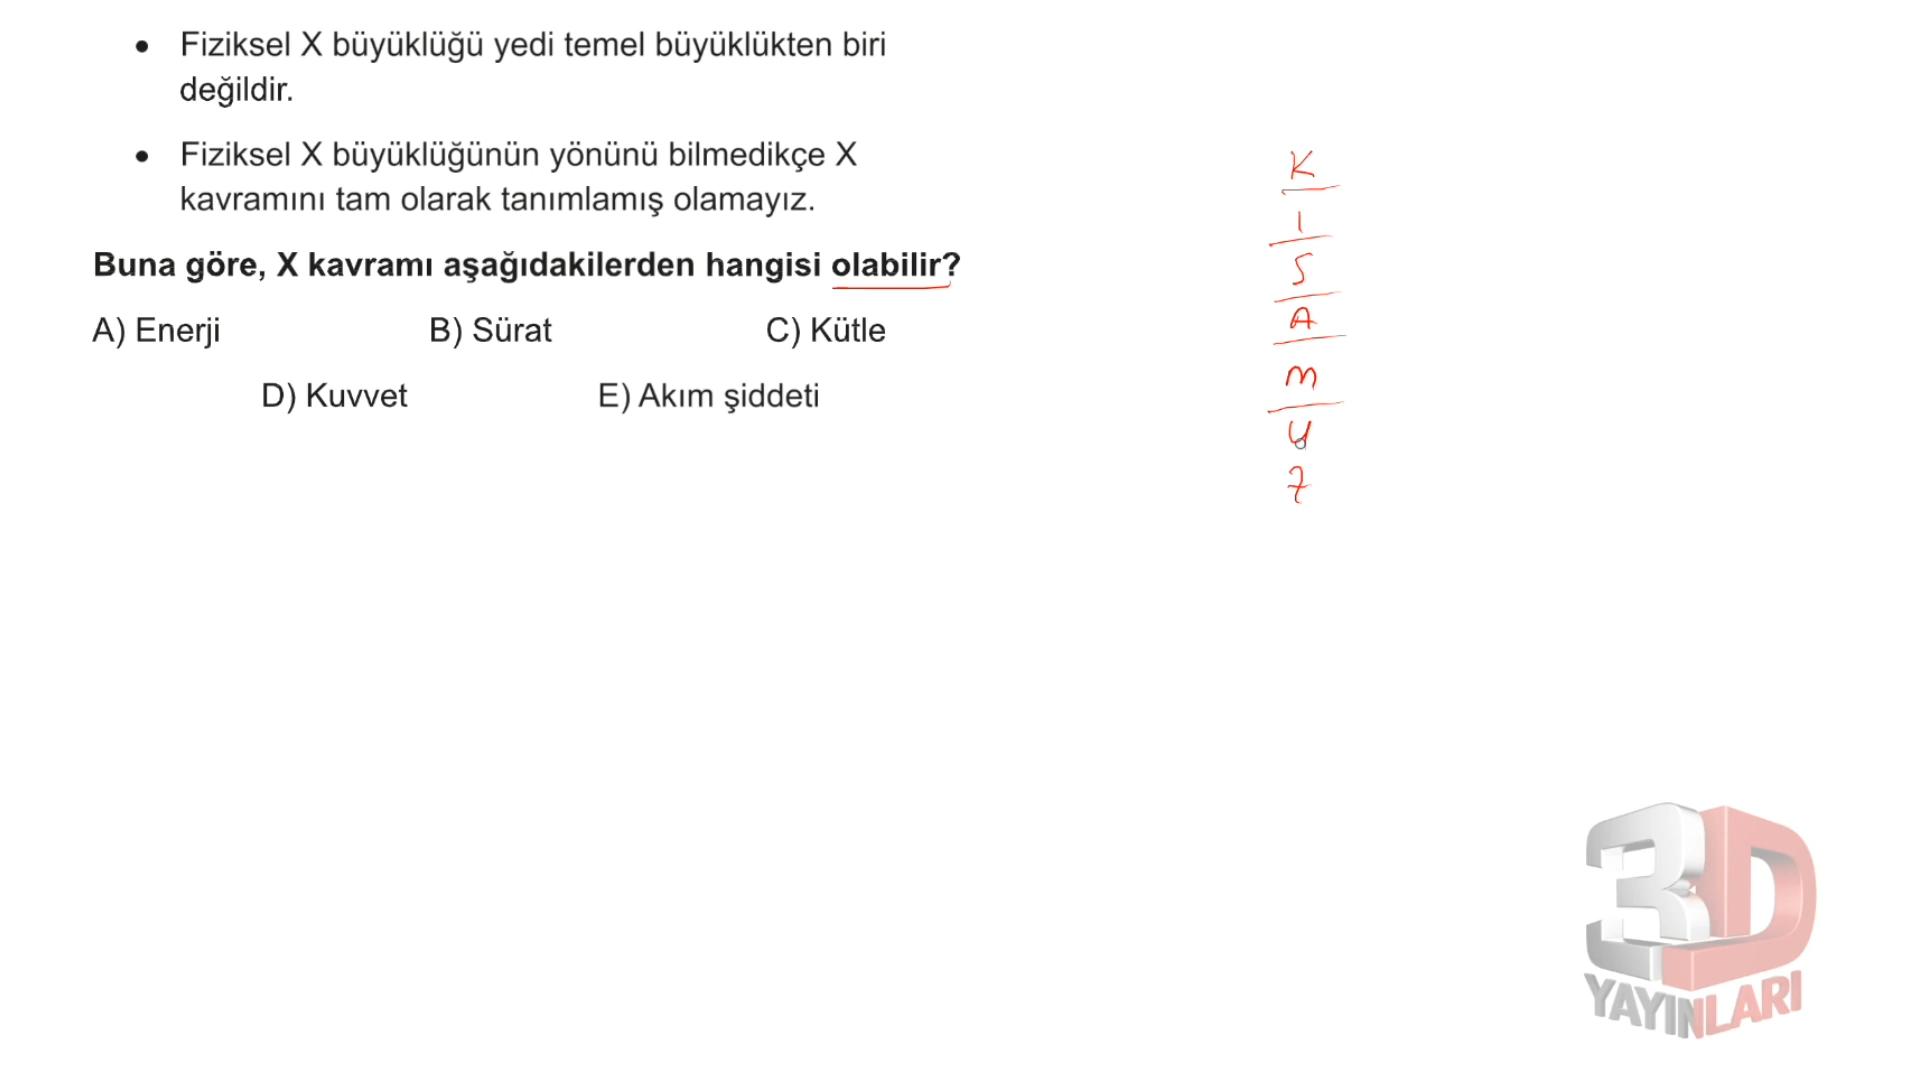 • Fiziksel X büyüklüğü yedi temel büyüklükten biri
değildir.
• Fiziksel X büyüklüğünün yönünü bilmedikçe X
kavramını tam olarak tanımlamış olamayız.
Buna göre, X kavramı aşağıdakilerden hangisi olabilir?
A) Enerji B) Sürat C) Kütle
D) Kuvvet E) Akım şiddeti
K
I
S
A
m
U
Z
3D
YAYINLARI